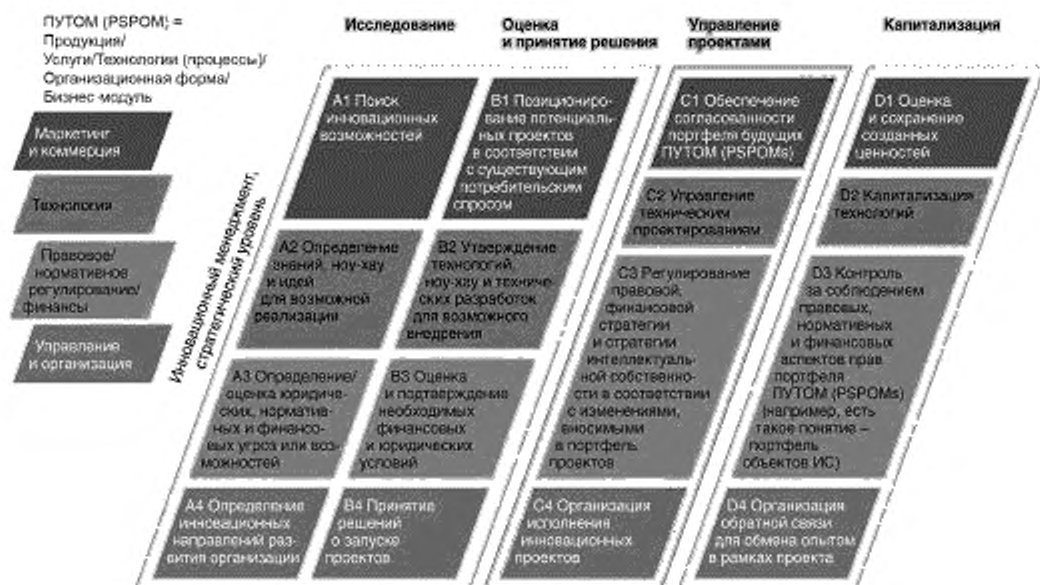 ПУТОМ (PSPOM) =
Продукция/
Услуги/Технологии (процессы)/
Организационная форма/
Бизнес-модуль
Маркетинг
и коммерция
Технология
Правовое/
нормативное
регулирование/
финансы
Управление
и организация
Инновационный менеджмент,
стратегический уровень
Исследование
A1 Поиск
инновационных
возможностей
A2 Определение
знаний, ноу-хау
и идей
для возможной
реализации
A3 Определение/
оценка юридиче-
ских, норматив-
ных и финансо-
вых угроз или воз-
можностей
A4 Определение
инновационных
направлений раз-
вития организации
Оценка
и принятие решения
B1 Позициониро-
вание потенциаль-
ных проектов
в соответствии
с существующим
потребительским
спросом
B2 Утверждение
технологий,
ноу-хау и техниче-
ских разработок
для возможного
внедрения
B3 Оценка
и подтверждение
необходимых
финансовых
и юридических
условий
B4 Принятие
решений
о запуске
проектов
Управление
проектами
C1 Обеспечение
согласованности
портфеля будущих
ПУТОМ (PSPOMs)
C2 Управление
техническим
проектированием
C3 Регулирование
правовой,
финансовой
стратегии
и стратегии
интеллектуаль-
ной собственно-
сти в соответствии
с изменениями,
вносимыми
в портфель
проектов
C4 Организация
исполнения
инновационных
проектов
Капитализация
D1 Оценка
и сохранение
созданных
ценностей
D2 Капитализация
технологий
D3 Контроль
за соблюдением
правовых,
нормативных
и финансовых
аспектов прав
портфеля
ПУТОМ (PSPOMs)
(например, есть
такое понятие –
портфель
объектов ИС)
D4 Организация
обратной связи
для обмена опытом
в рамках проекта